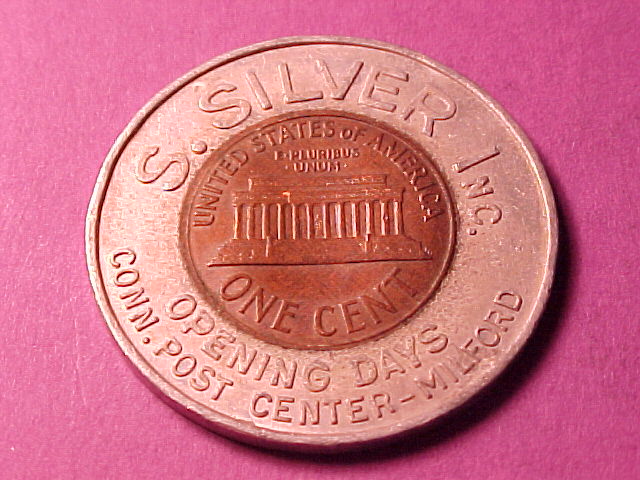 S. SILVER INC.
UNITED STATES OF AMERICA
E PLURIBUS
·UNUM·
ONE CENT
OPENING DAYS
CONN. POST CENTER-MILFORD